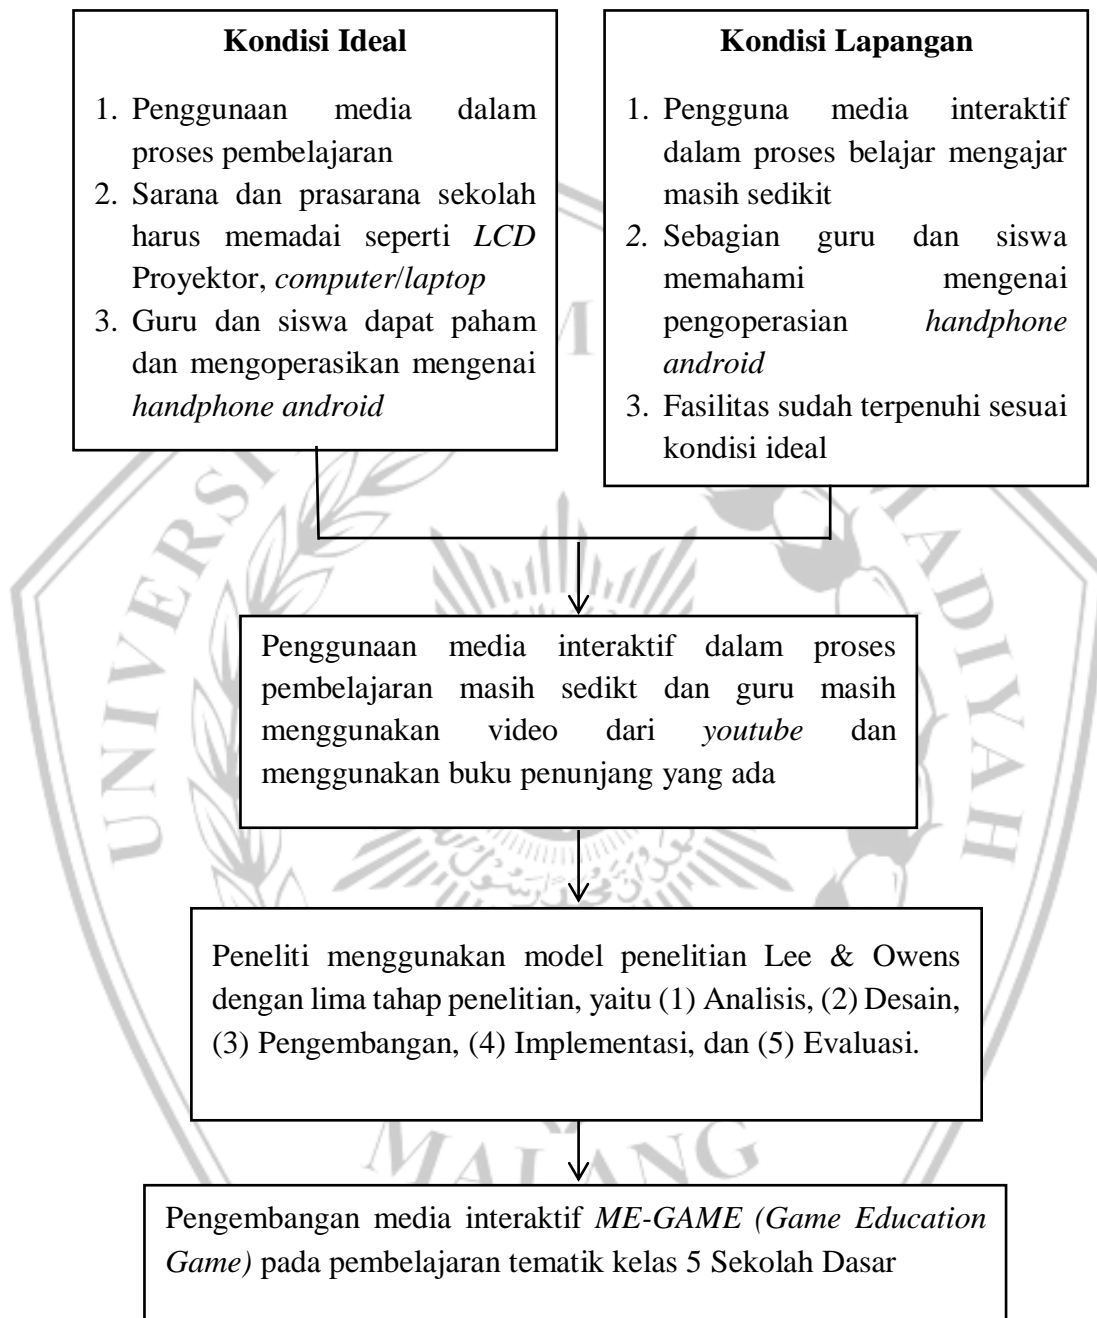 Kondisi Ideal
1. Penggunaan media dalam
proses pembelajaran
2. Sarana dan prasarana sekolah
harus memadai seperti LCD
Proyektor, computer/laptop
3. Guru dan siswa dapat paham
dan mengoperasikan mengenai
handphone android
Kondisi Lapangan
1. Pengguna media interaktif
dalam proses belajar mengajar
masih sedikit
2. Sebagian guru dan siswa
memahami mengenai
pengoperasian handphone
android
3. Fasilitas sudah terpenuhi sesuai
kondisi ideal
Penggunaan media interaktif dalam proses
pembelajaran masih sedikt dan guru masih
menggunakan video dari youtube dan
menggunakan buku penunjang yang ada
Peneliti menggunakan model penelitian Lee & Owens
dengan lima tahap penelitian, yaitu (1) Analisis, (2) Desain,
(3) Pengembangan, (4) Implementasi, dan (5) Evaluasi.
Pengembangan media interaktif ME-GAME (Game Education
Game) pada pembelajaran tematik kelas 5 Sekolah Dasar
MALANG